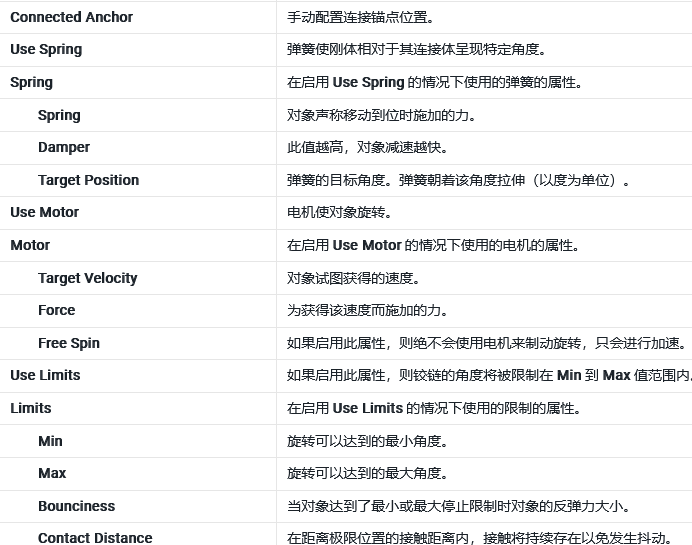 Connected Anchor 手动配置连接锚点位置。
Use Spring 弹簧使刚体相对于其连接体呈现特定角度。
Spring 在启用 Use Spring 的情况下使用的弹簧的属性。
Spring 对象声称移动到位时施加的力。
Damper 此值越高，对象减速越快。
Target Position 弹簧的目标角度。弹簧朝着该角度拉伸（以度为单位）。
Use Motor 电机使对象旋转。
Motor 在启用 Use Motor 的情况下使用的电机的属性。
Target Velocity 对象试图获得的速度。
Force 为获得该速度而施加的力。
Free Spin 如果启用此属性，则绝不会使用电机来制动旋转，只会进行加速。
Use Limits 如果启用此属性，则铰链的角度将被限制在 Min 到 Max 值范围内。
Limits 在启用 Use Limits 的情况下使用的限制的属性。
Min 旋转可以达到的最小角度。
Max 旋转可以达到的最大角度。
Bounciness 当对象达到了最小或最大停止限制时对象的反弹力大小。
Contact Distance 在距离极限位置的接触距离内，接触将持续存在以免发生抖动。